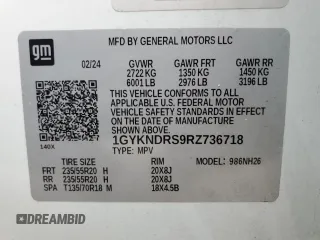 gm
MFD BY GENERAL MOTORS LLC
02/24 GVWR GAWR FRT GAWR RR
2722 KG 1350 KG 1450 KG
6001 LB 2976 LB 3196 LB
THIS VEHICLE CONFORMS TO ALL
APPLICABLE U.S. FEDERAL MOTOR
VEHICLE SAFETY STANDARDS IN
EFFECT ON THE DATE OF
MANUFACTURE SHOWN ABOVE.
1GYKNDRS9RZ736718
140X TYPE: MPV MODEL: 986NH26
TIRE SIZE RIM
FRT 235/55R20 H 20X8J
RR 235/55R20 H 20X8J
SPA T135/70R18 M 18X4.5B
DREAMBID